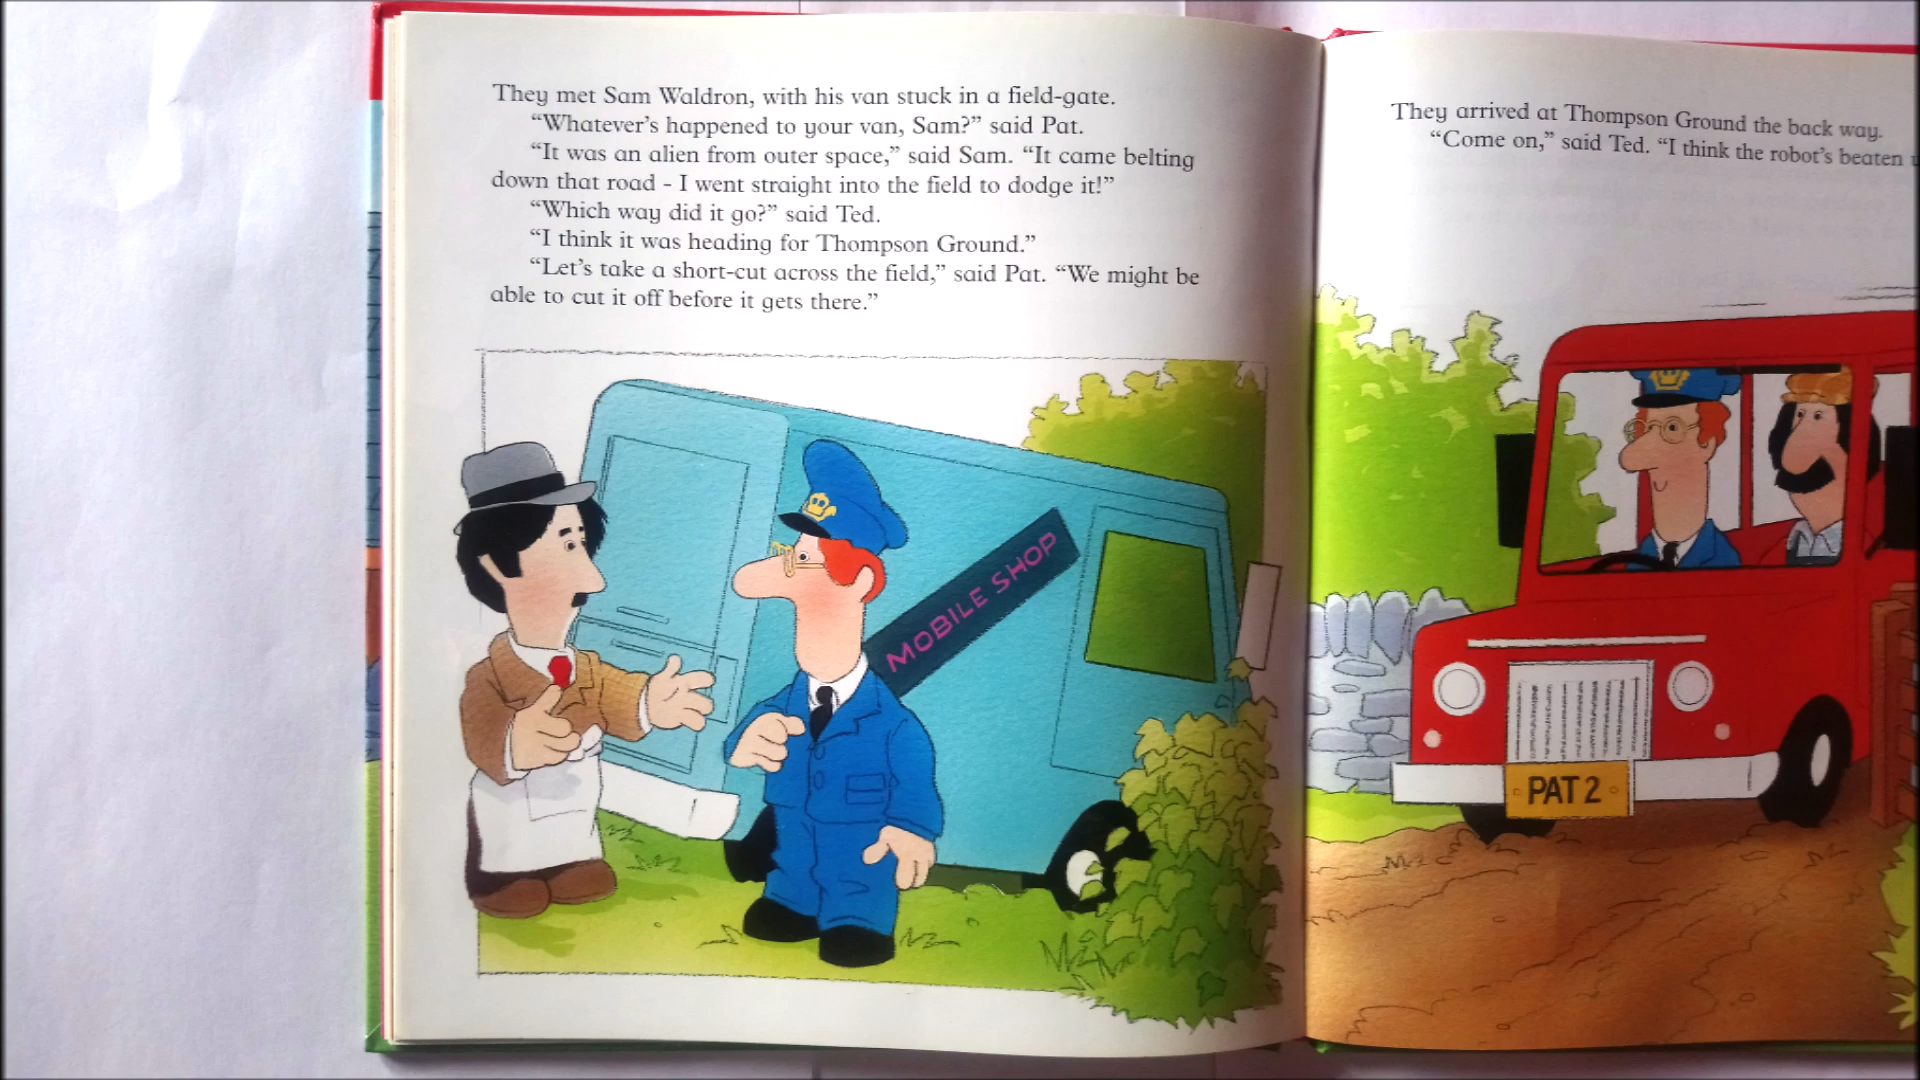 They met Sam Waldron, with his van stuck in a field-gate.
“Whatever’s happened to your van, Sam?” said Pat.
“It was an alien from outer space,” said Sam. “It came belting
down that road - I went straight into the field to dodge it!”
“Which way did it go?” said Ted.
“I think it was heading for Thompson Ground.”
“Let’s take a short-cut across the field,” said Pat. “We might be
able to cut it off before it gets there.”
MOBILE SHOP
They arrived at Thompson Ground the back way.
“Come on,” said Ted. “I think the robot’s beaten
PAT 2